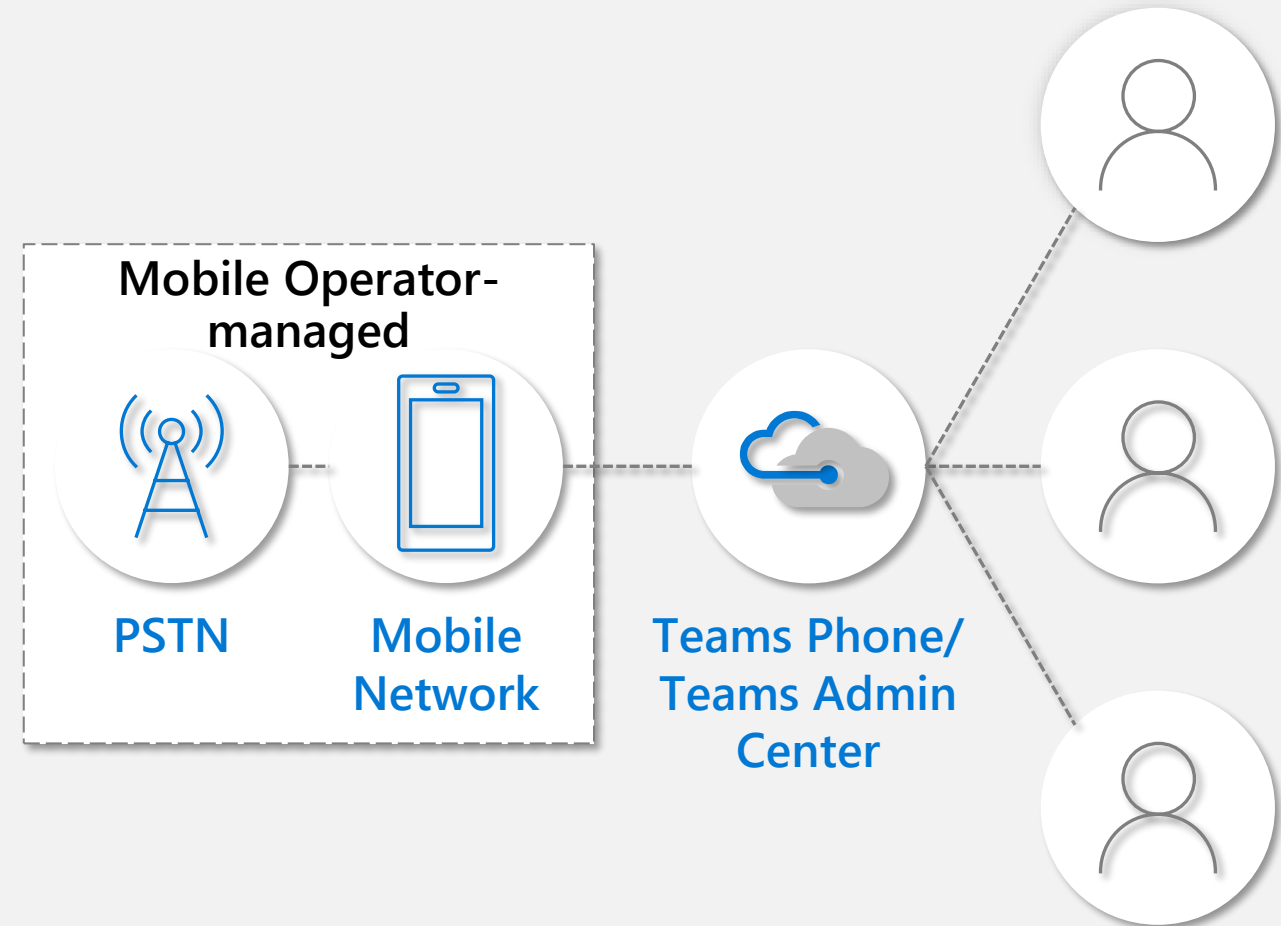 Mobile Operator-
managed
PSTN
Mobile
Network
Teams Phone/
Teams Admin
Center